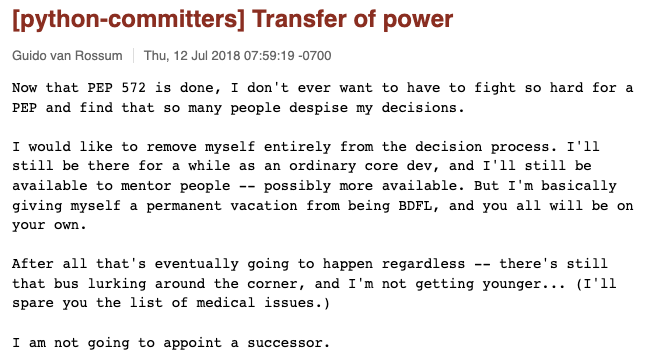 [python-committers] Transfer of power
Guido van Rossum Thu, 12 Jul 2018 07:59:19 -0700
Now that PEP 572 is done, I don't ever want to have to fight so hard for a
PEP and find that so many people despise my decisions.
I would like to remove myself entirely from the decision process. I'll
still be there for a while as an ordinary core dev, and I'll still be
available to mentor people -- possibly more available. But I'm basically
giving myself a permanent vacation from being BDFL, and you all will be on
your own.
After all that's eventually going to happen regardless -- there's still
that bus lurking around the corner, and I'm not getting younger... (I'll
spare you the list of medical issues.)
I am not going to appoint a successor.